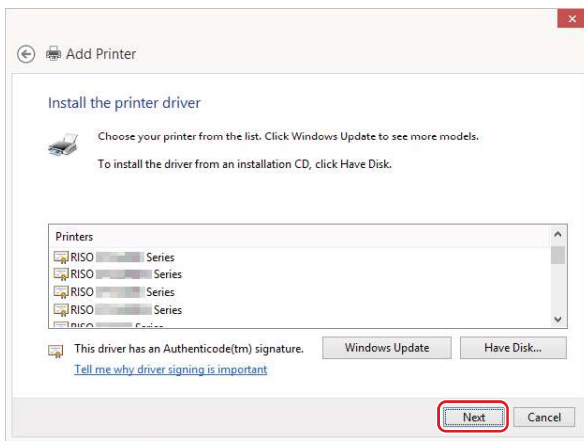 Add Printer
Install the printer driver
Choose your printer from the list. Click Windows Update to see more models.
To install the driver from an installation CD, click Have Disk.
Printers
RISO Series
RISO Series
RISO Series
RISO Series
RISO Series
This driver has an Authenticode(tm) signature.
Windows Update
Have Disk...
Tell me why driver signing is important
Next
Cancel